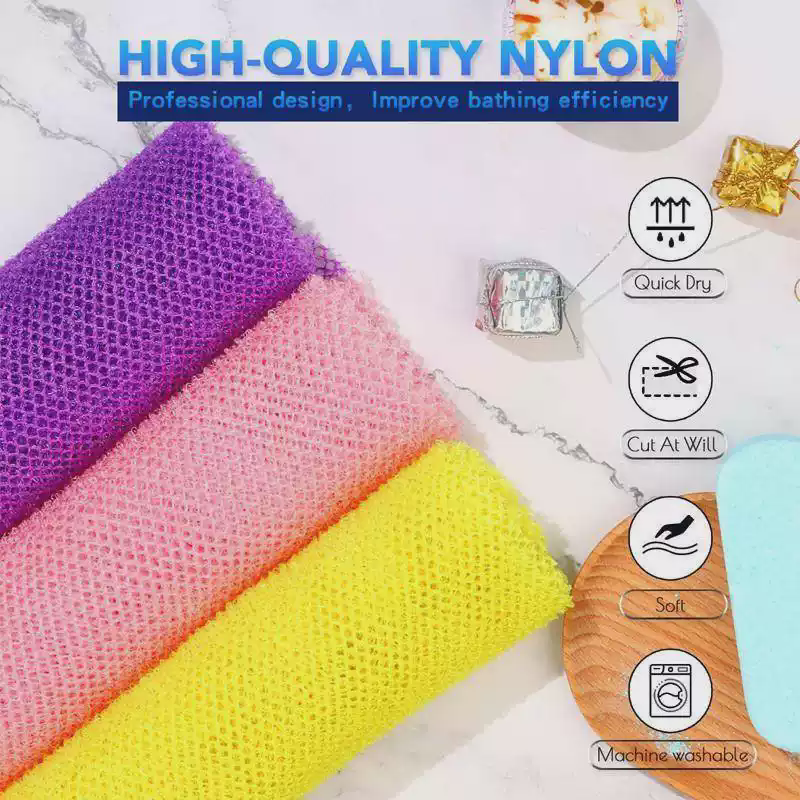 HIGH-QUALITY NYLON
Professional design, Improve bathing efficiency
Quick Dry
Cut At Will
Soft
Machine washable